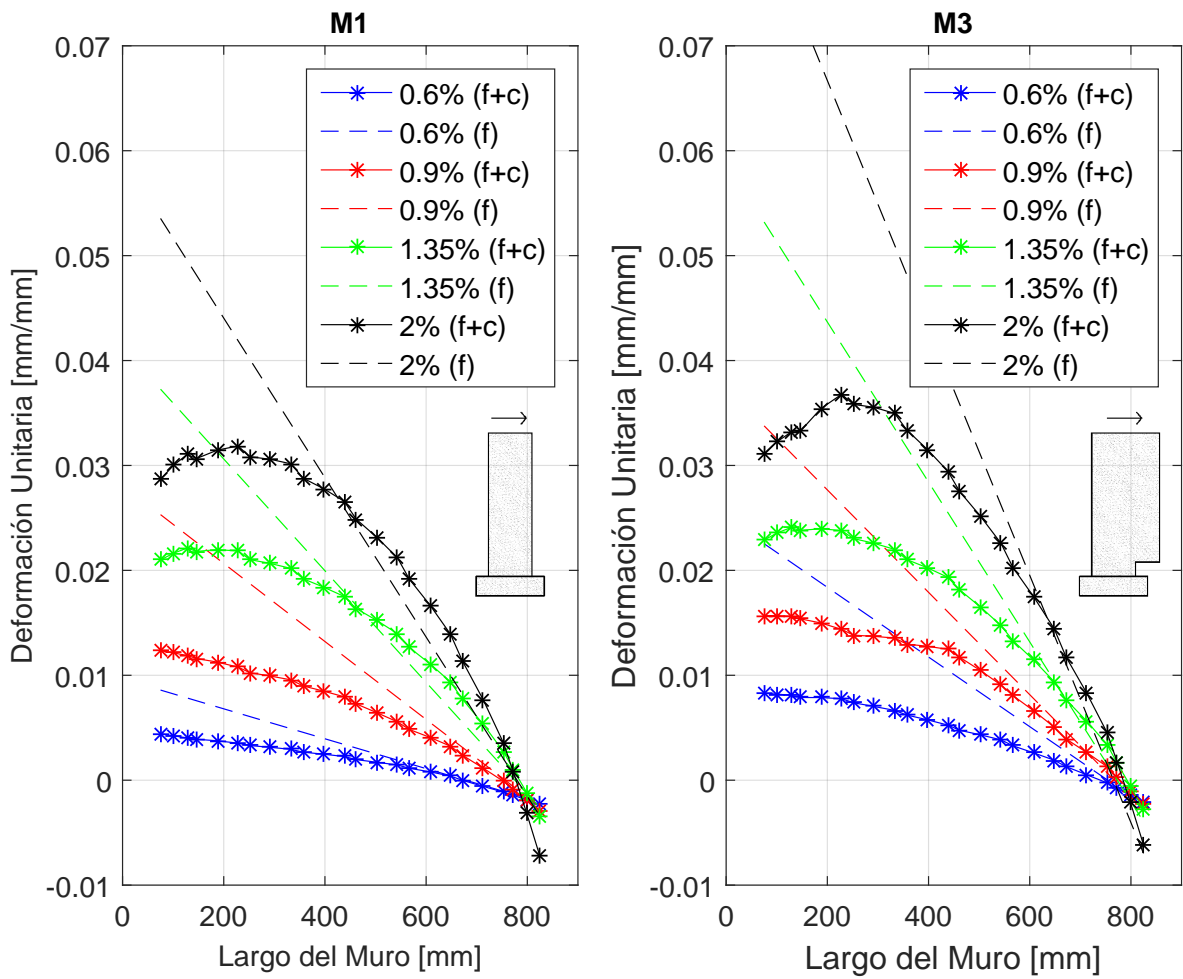 M1
0.07
0.06
0.05
0.04
0.03
0.02
0.01
0
-0.01
Deformación Unitaria [mm/mm]
0.6% (f+c)
0.6% (f)
0.9% (f+c)
0.9% (f)
1.35% (f+c)
1.35% (f)
2% (f+c)
2% (f)
0 200 400 600 800
Largo del Muro [mm]
M3
0.07
0.06
0.05
0.04
0.03
0.02
0.01
0
-0.01
Deformación Unitaria [mm/mm]
0.6% (f+c)
0.6% (f)
0.9% (f+c)
0.9% (f)
1.35% (f+c)
1.35% (f)
2% (f+c)
2% (f)
0 200 400 600 800
Largo del Muro [mm]